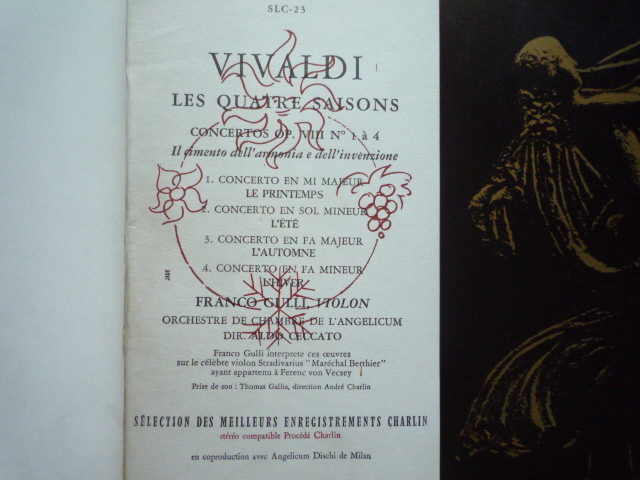 SLC-23
VIVALDI
LES QUATRE SAISONS
CONCERTOS OP. VIII Nº 1 à 4
Il cimento dell'armonia e dell'invenzione
1. CONCERTO EN MI MAJEUR
LE PRINTEMPS
2. CONCERTO EN SOL MINEUR
L'ÉTÉ
3. CONCERTO EN FA MAJEUR
L'AUTOMNE
4. CONCERTO EN FA MINEUR
L'HIVER
FRANCO GULLI, VIOLON
ORCHESTRE DE CHAMBRE DE L'ANGELICUM
DIR. ALDO CECCATO
Franco Gulli interprete ces œuvres
sur le célèbre violon Stradivarius "Maréchal Berthier"
ayant appartenu à Ferenc von Vecsey
Prise de son : Thomas Gallia, direction André Charlin
SÉLECTION DES MEILLEURS ENREGISTREMENTS CHARLIN
stéréo compatible Procédé Charlin
en coproduction avec Angelicum Dischi de Milan